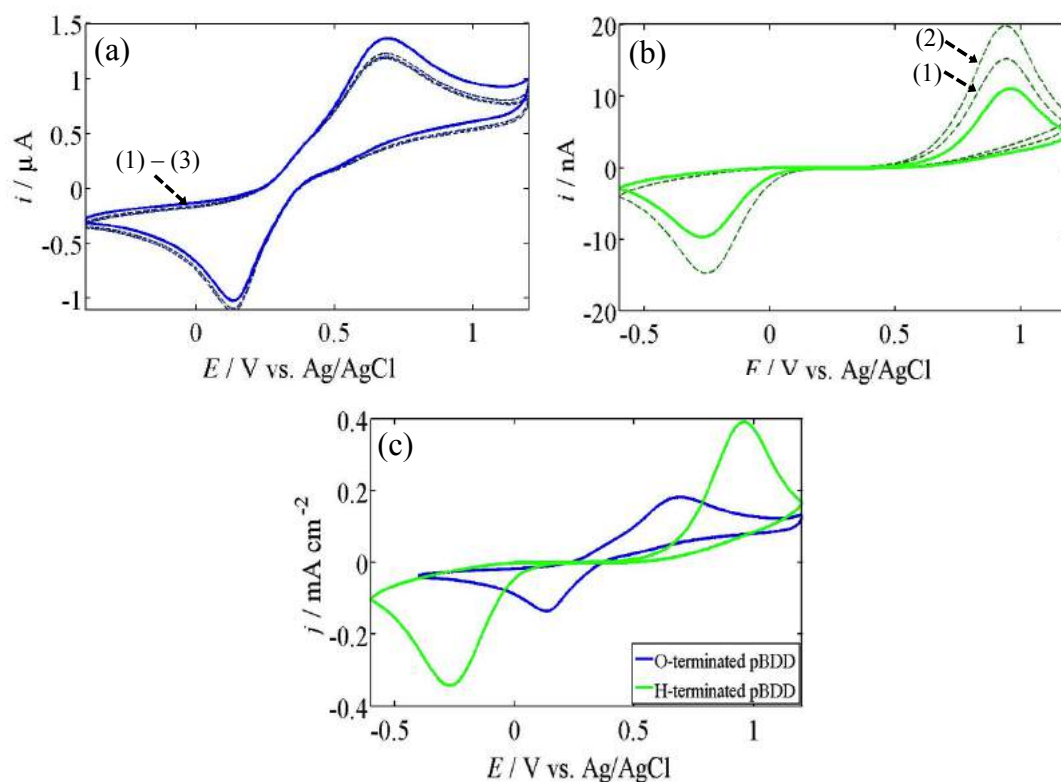 (a)
1.5
1
0.5
0
-0.5
-1
i / μ A
(1) – (3)
0
0.5
1
E / V vs. Ag/AgCl
(b)
20
10
0
-10
-20
i / nA
(2)
(1)
-0.5
0
0.5
1
E / V vs. Ag/AgCl
(c)
0.4
0.2
0
-0.2
-0.4
j / mA cm⁻²
O-terminated pBDD
H-terminated pBDD
-0.5
0
0.5
1
E / V vs. Ag/AgCl